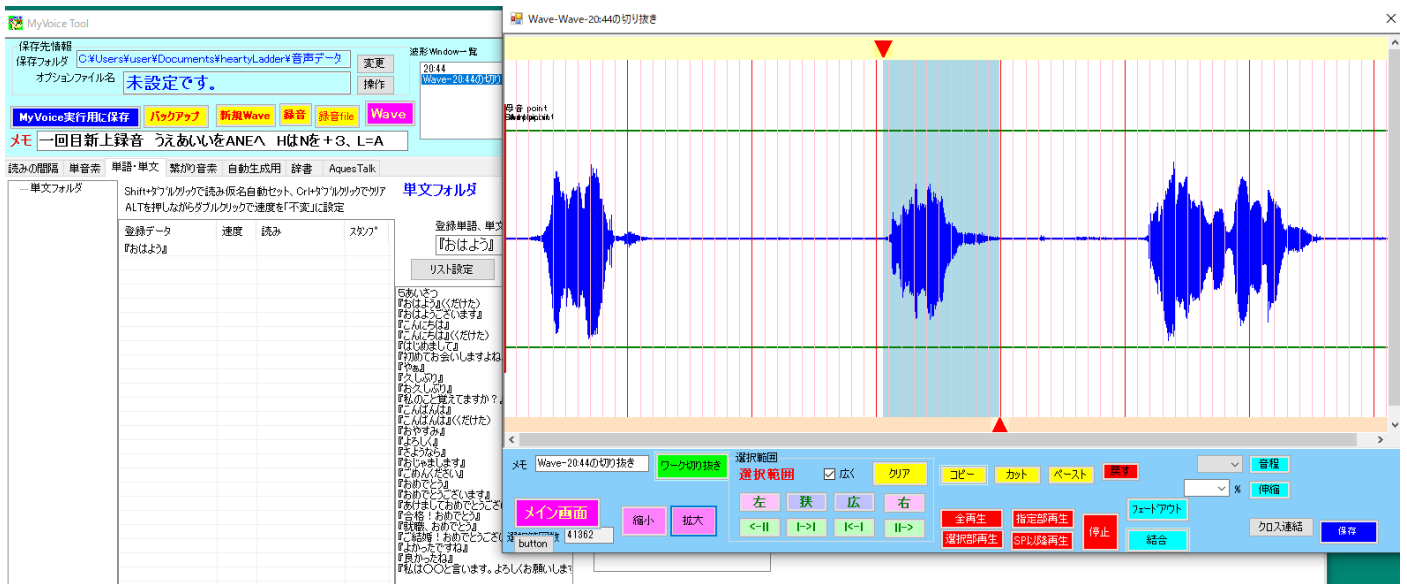 MyVoice Tool
保存先情報
保存フォルダ C:¥Users¥user¥Documents¥heartyLadder¥音声データ 変更
オプションファイル名 未設定です。 操作
MyVoice実行用に保存 バックアップ 新規Wave 録音 録音file Wave
メモ 一回目新上録音 うえあいいをANEへ HはNを+3、L=A
波形Window一覧
20:44
Wave-20:44の切り
読みの間隔 単音素 単語・単文 繋がり音素 自動生成用 辞書 AquesTalk
単文フォルダ
Shift+ダブルクリックで読み仮名自動セット、Crl+ダブルクリックでクリア
ALTを押しながらダブルクリックで速度を「不変」に設定
登録データ 速度 読み スタンプ
『おはよう』
単文フォルダ
登録単語、単文
『おはよう』
リスト設定
5あいさつ
『おはよう』(くだけた)
『おはようございます』
『こんにちは』
『こんにちは』(くだけた)
『はじめまして』
『初めてお会いしますよね
『やあ』
『久しぶり』
『お久しぶり』
『私のこと覚えてますか?』
『こんばんは』
『こんばんは』(くだけた)
『おやすみ』
『よろしく』
『さようなら』
『おじゃまします』
『ごめんください』
『おめでとう』
『おめでとうございます』
『あけましておめでとうござ
『合格!おめでとう』
『就職、おめでとう』
『ご結婚!おめでとうござ
『よかったですね』
『良かったね』
『私は〇〇と言います。よろしくお願いしま
Wave-Wave-20:44の切り抜き
母音 point
メモ Wave-20:44の切り抜き ワーク切り抜き
選択範囲
選択範囲 広く クリア
左 狭 広 右
<-|| |->| |<-| ||->
メイン画面 縮小 拡大
button 41362
コピー カット ペースト 戻す
全再生 指定部再生 停止
選択部再生 SP以降再生
フェードアウト
結合
音程
% 伸縮
クロス連結 保存